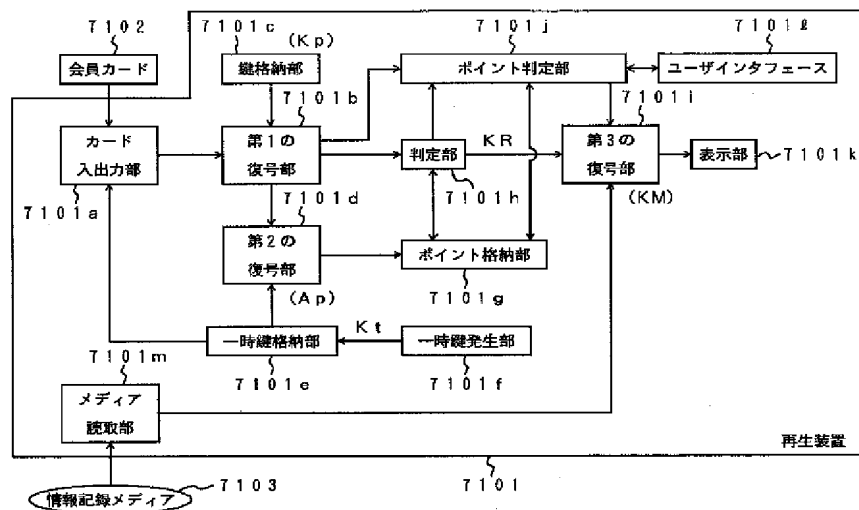 7102
7101c
(Kp)
7101j
7101ℓ
会員カード
鍵格納部
ポイント判定部
ユーザインタフェース
7101b
7101i
カード
入出力部
第1の
復号部
判定部
KR
第3の
復号部
表示部
7101k
7101a
7101d
7101h
(KM)
第2の
復号部
ポイント格納部
(Ap)
7101g
一時鍵格納部
Kt
一時鍵発生部
7101m
7101e
7101f
メディア
読取部
再生装置
情報記録メディア
7103
7101